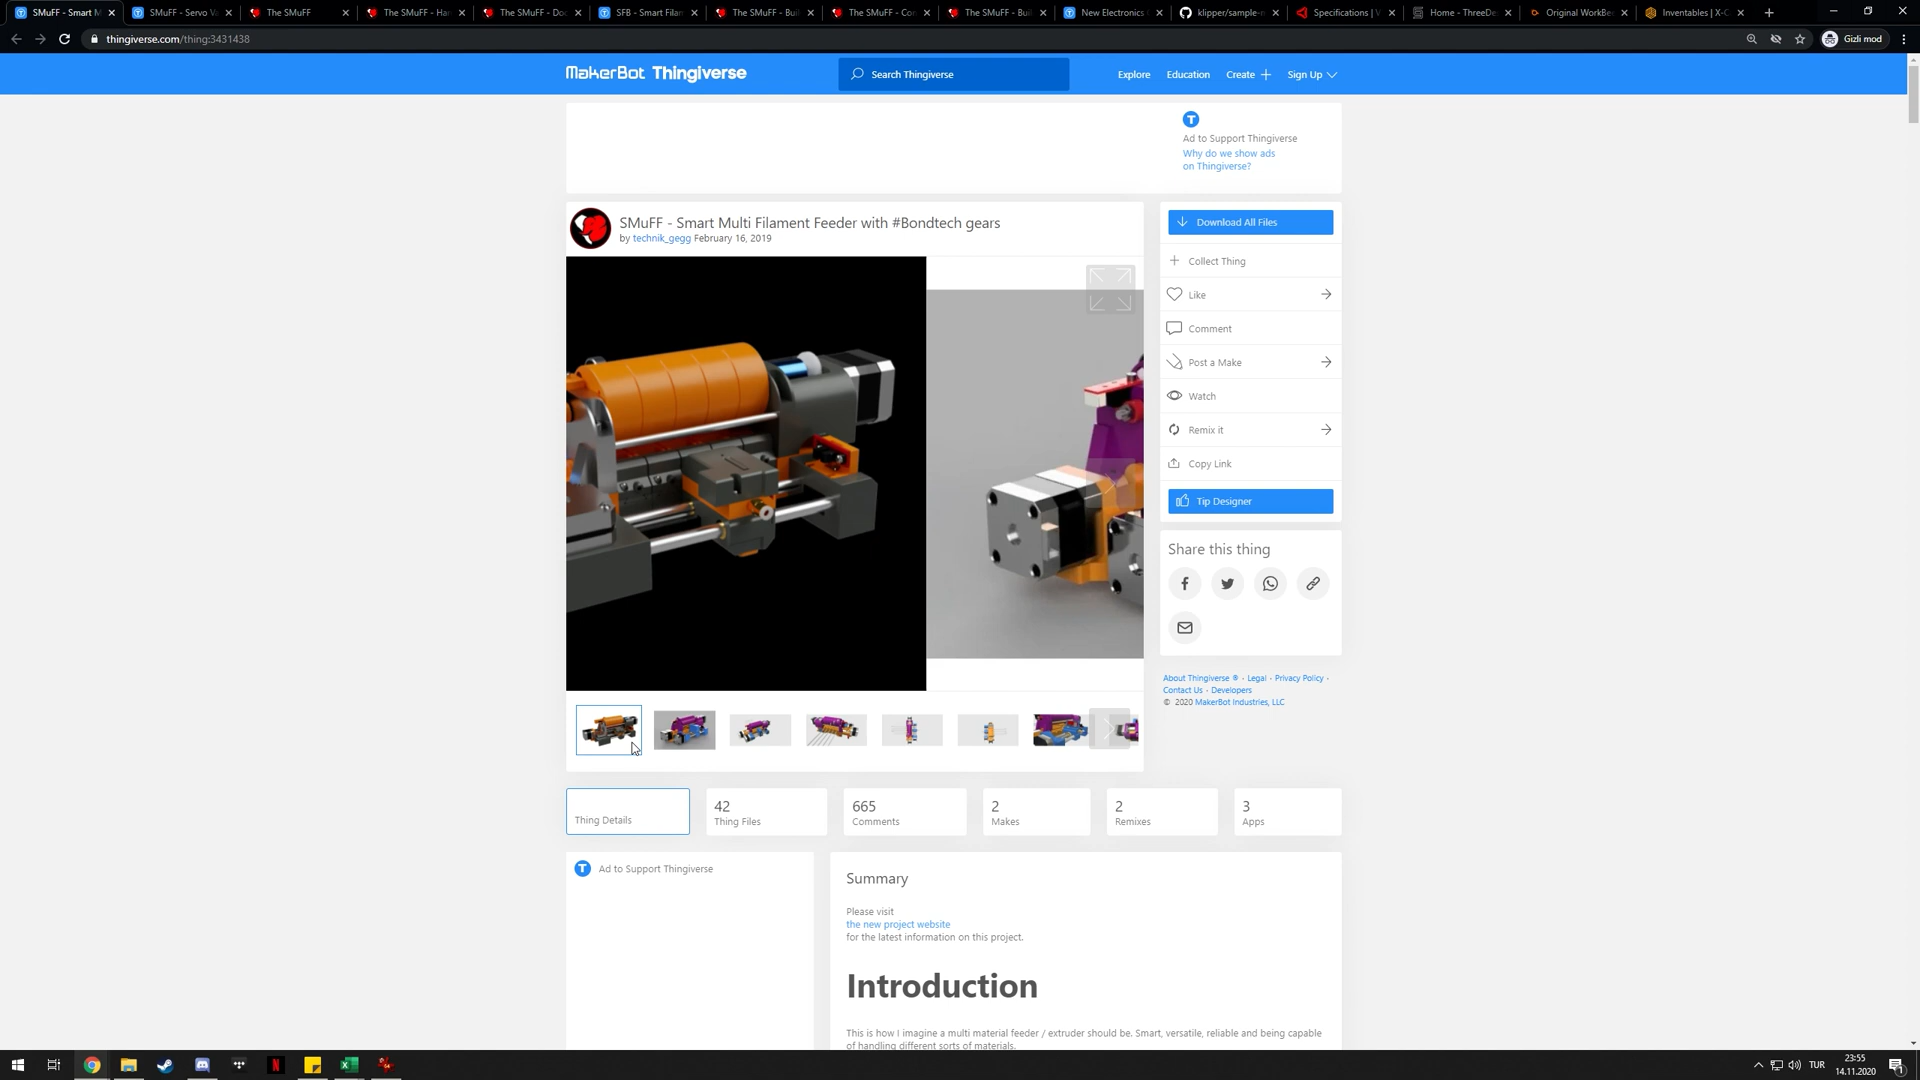 SMuFF - Smart M
SMuFF - Servo Va
The SMuFF
The SMuFF - Har
The SMuFF - Doc
SFB - Smart Filam
The SMuFF - Buil
The SMuFF - Con
The SMuFF - Buil
New Electronics
klipper/sample-m
Specifications | V
Home - ThreeDe
Original WorkBe
Inventables | X-C
thingiverse.com/thing:3431438
Gizli mod
MakerBot Thingiverse
Search Thingiverse
Explore
Education
Create
Sign Up
Ad to Support Thingiverse
Why do we show ads
on Thingiverse?
SMuFF - Smart Multi Filament Feeder with #Bondtech gears
by technik_gegg February 16, 2019
Download All Files
Collect Thing
Like
Comment
Post a Make
Watch
Remix it
Copy Link
Tip Designer
Share this thing
About Thingiverse ® · Legal · Privacy Policy ·
Contact Us · Developers
© 2020 MakerBot Industries, LLC
Thing Details
42
Thing Files
665
Comments
2
Makes
2
Remixes
3
Apps
Ad to Support Thingiverse
Summary
Please visit
the new project website
for the latest information on this project.
Introduction
This is how I imagine a multi material feeder / extruder should be. Smart, versatile, reliable and being capable
of handling different sorts of materials.
TUR
23:55
14.11.2020